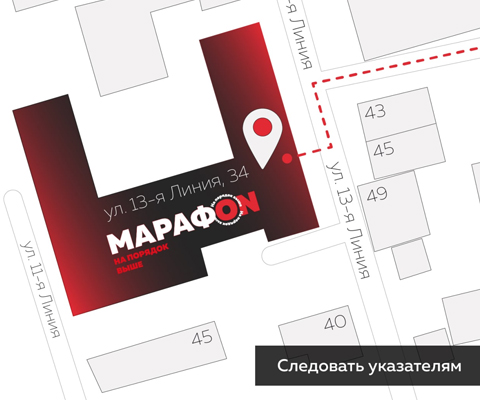 -я Линия
43
45
49
ул. 13-я Линия, 34
МАРАФON
НА ПОРЯДОК
ВЫШЕ
ул. 13-я Линия
ул. 11-я Линия
45
40
Следовать указателям